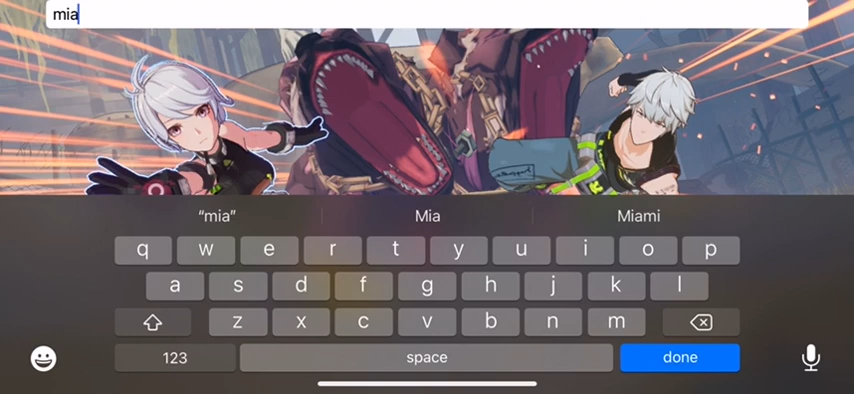 mia
“mia” Mia Miami
q w e r t y u i o p
a s d f g h j k l
z x c v b n m
123 space done